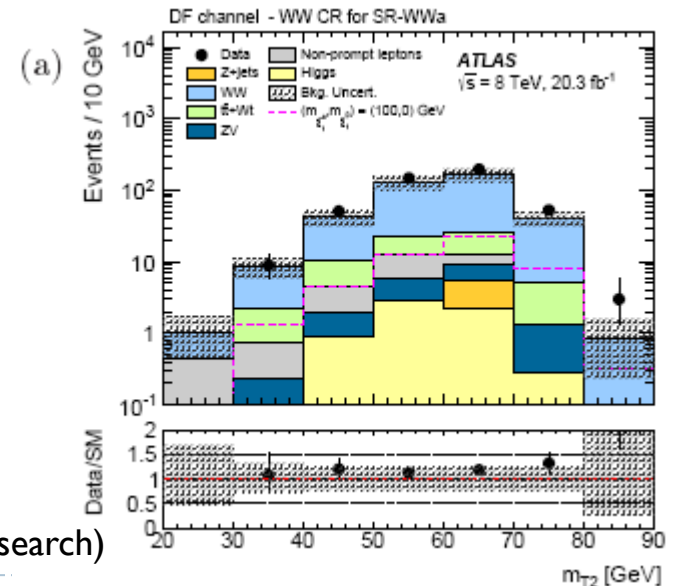 DF channel - WW CR for SR-WWa
(a)
Events / 10 GeV
10⁴
10³
10²
10
1
10⁻¹
Data
Z+jets
WW
tt̄+Wt
ZV
Non-prompt leptons
Higgs
Bkg. Uncert.
ATLAS
√s = 8 TeV, 20.3 fb⁻¹
Data/SM
2
1.5
1
0.5
0
20 30 40 50 60 70 80 90
search)
m_T2 [GeV]